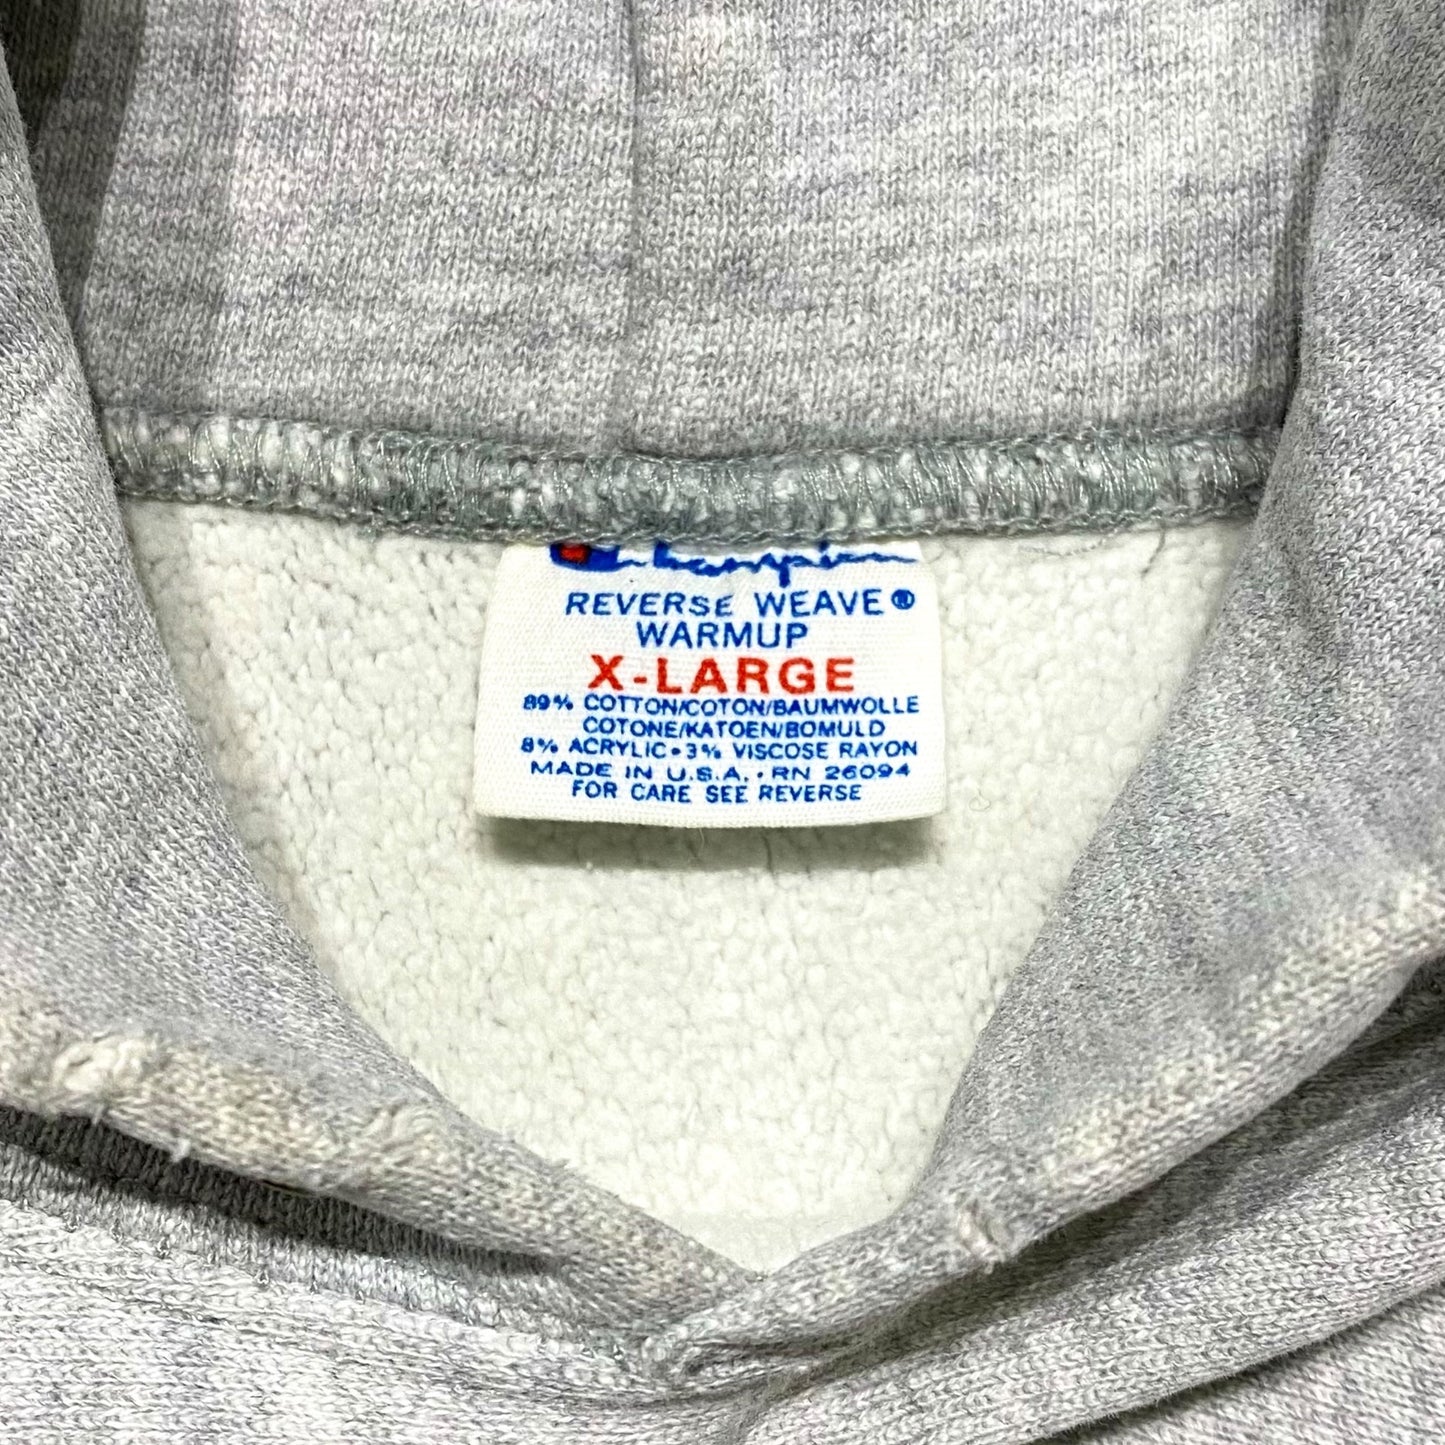 Champion
REVERSE WEAVE®
WARMUP
X-LARGE
89% COTTON/COTON/BAUMWOLLE
COTONE/KATOEN/BOMULD
8% ACRYLIC • 3% VISCOSE RAYON
MADE IN U.S.A. • RN 26094
FOR CARE SEE REVERSE